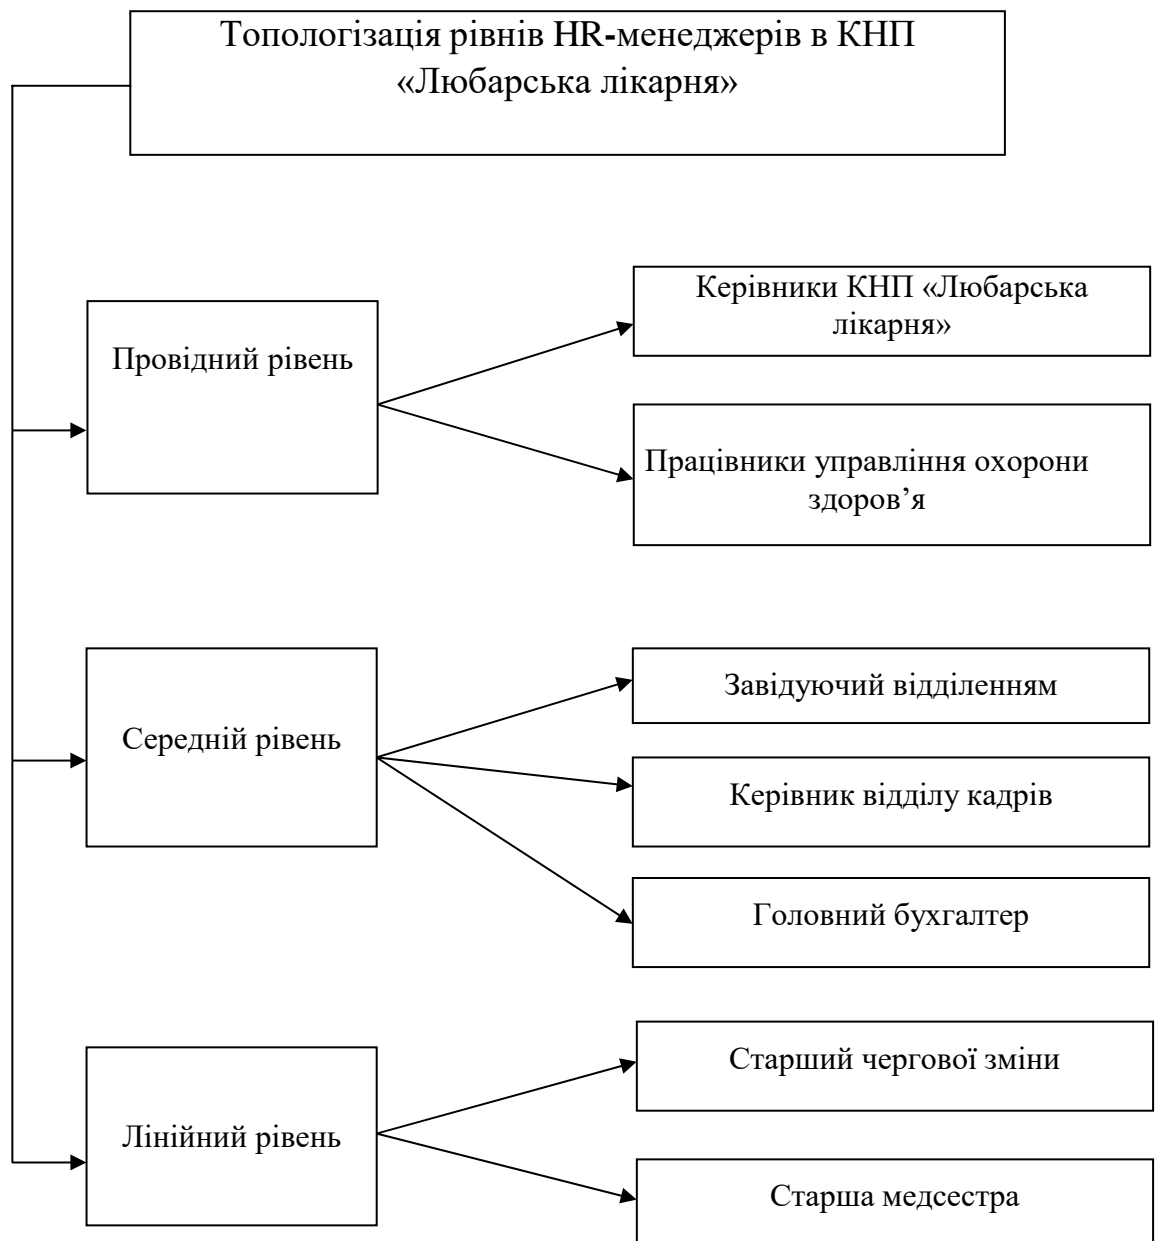 Топологізація рівнів HR-менеджерів в КНП
«Любарська лікарня»
Провідний рівень
Керівники КНП «Любарська
лікарня»
Працівники управління охорони
здоров’я
Середній рівень
Завідуючий відділенням
Керівник відділу кадрів
Головний бухгалтер
Лінійний рівень
Старший чергової зміни
Старша медсестра